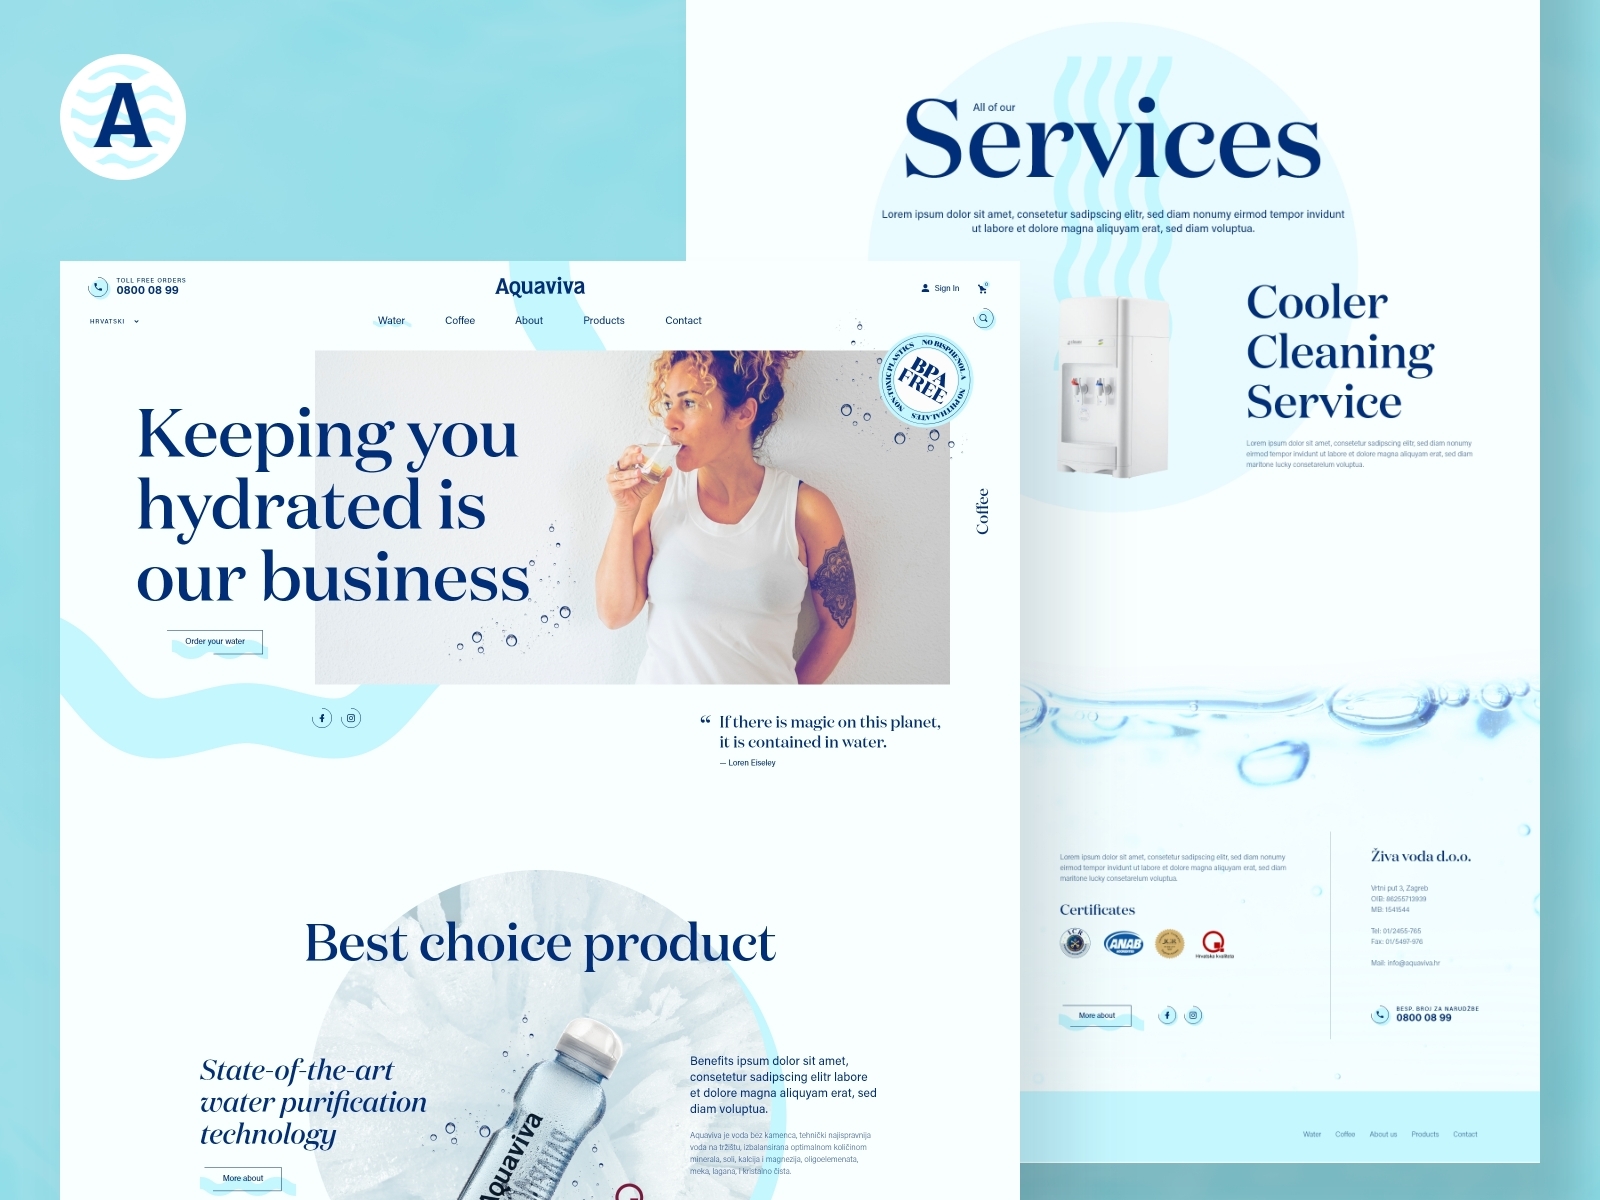 A
All of our
Services
Lorem ipsum dolor sit amet, consetetur sadipscing elitr, sed diam nonumy eirmod tempor invidunt
ut labore et dolore magna aliquyam erat, sed diam voluptua.
Cooler
Cleaning
Service
Lorem ipsum dolor sit amet, consetetur sadipscing elitr, sed diam nonumy
eirmod tempor invidunt ut labore et dolore magna aliquyam erat, sed diam
maritone lucky consetarelum voluptua.
TOLL FREE ORDERS
0800 08 99
HRVATSKI
Aquaviva
Sign In
Water Coffee About Products Contact
NO BISPHENOL A NO PHTHALATES NON-TOXIC PLASTICS
BPA
FREE
Keeping you
hydrated is
our business
Order your water
Coffee
“ If there is magic on this planet,
it is contained in water.
— Loren Eiseley
Best choice product
State-of-the-art
water purification
technology
More about
Aquaviva
Benefits ipsum dolor sit amet,
consetetur sadipscing elitr labore
et dolore magna aliquyam erat, sed
diam voluptua.
Aquaviva je voda bez kamenca, tehnički najispravnija
voda na tržištu, izbalansirana optimalnom količinom
minerala, soli, kalcija i magnezija, oligoelemenata,
meka, lagana, i kristalno čista.
Lorem ipsum dolor sit amet, consetetur sadipscing elitr, sed diam nonumy
eirmod tempor invidunt ut labore et dolore magna aliquyam erat, sed diam
maritone lucky consetarelum voluptua.
Certificates
ANAB
Hrvatska kvaliteta
More about
Živa voda d.o.o.
Vrtni put 3, Zagreb
OIB: 86255713939
MB: 1541544
Tel: 01/2455-765
Fax: 01/5497-976
Mail: info@aquaviva.hr
BESP. BROJ ZA NARUDŽBE
0800 08 99
Water Coffee About us Products Contact